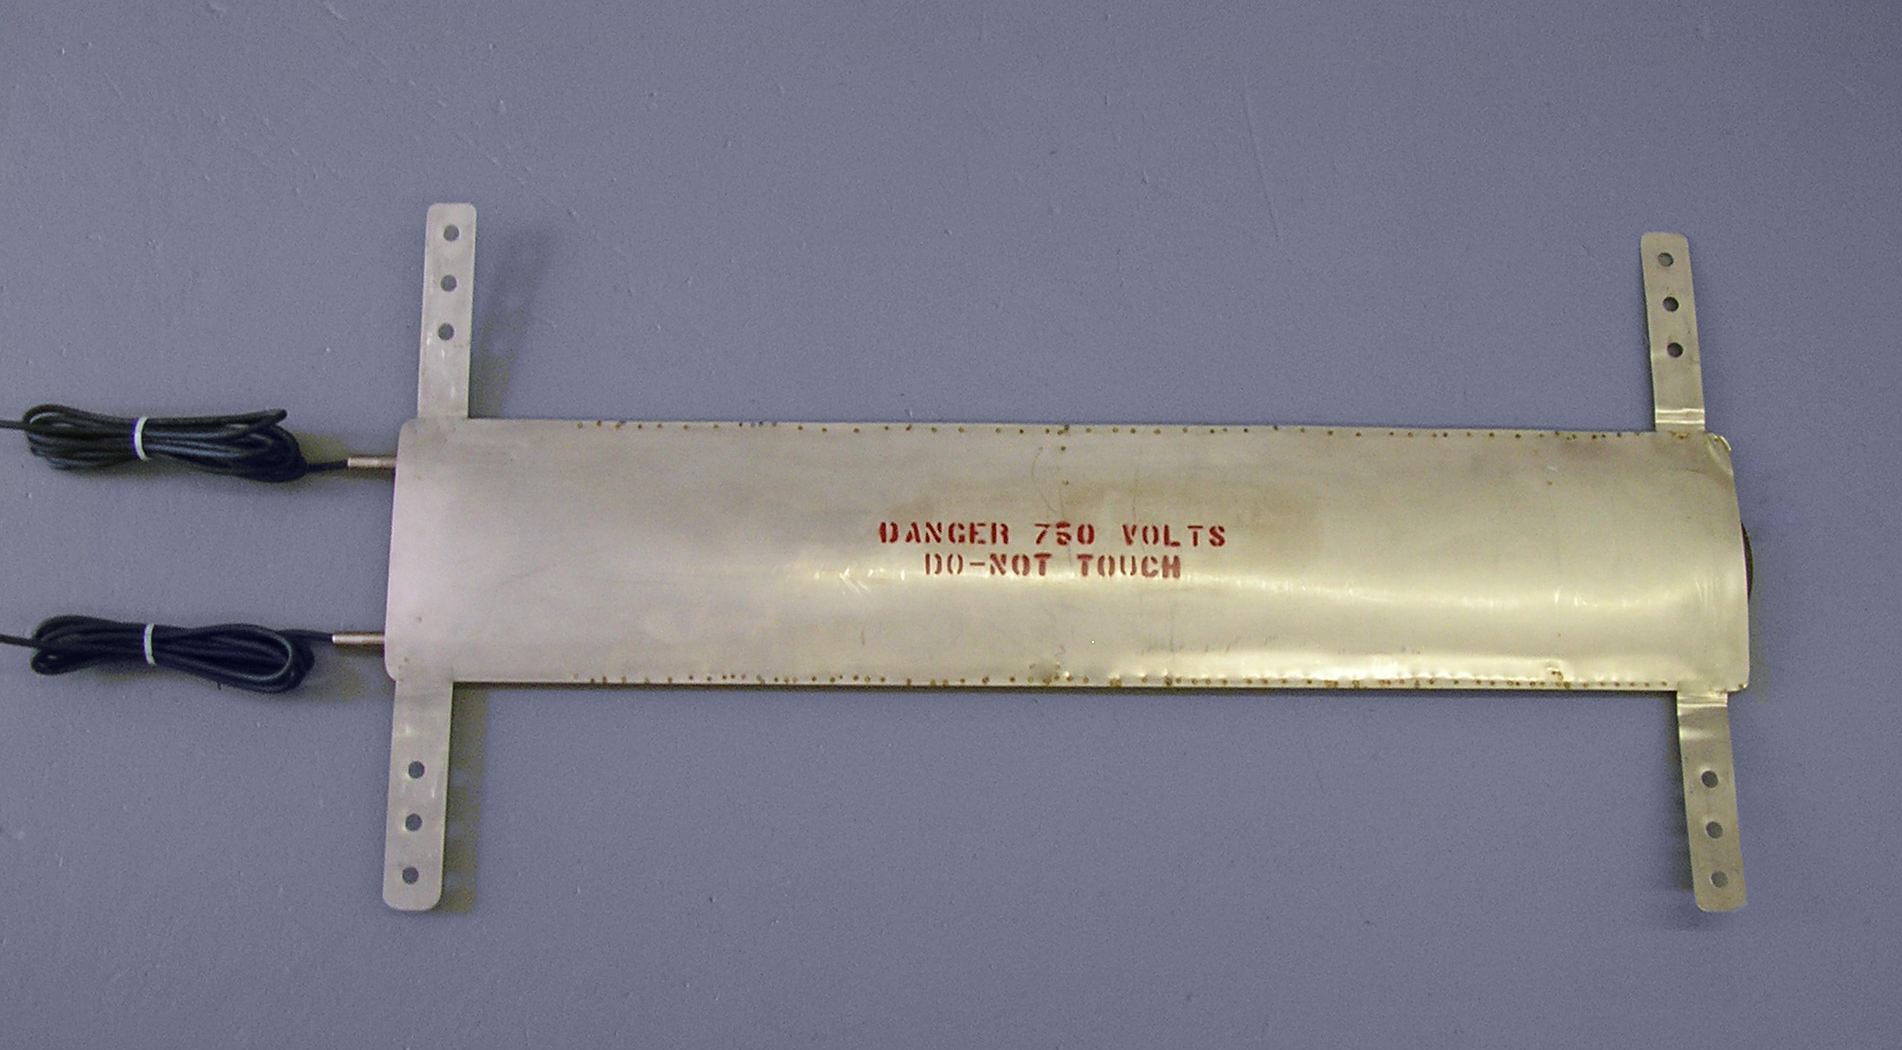 DANGER 750 VOLTS
DO-NOT TOUCH